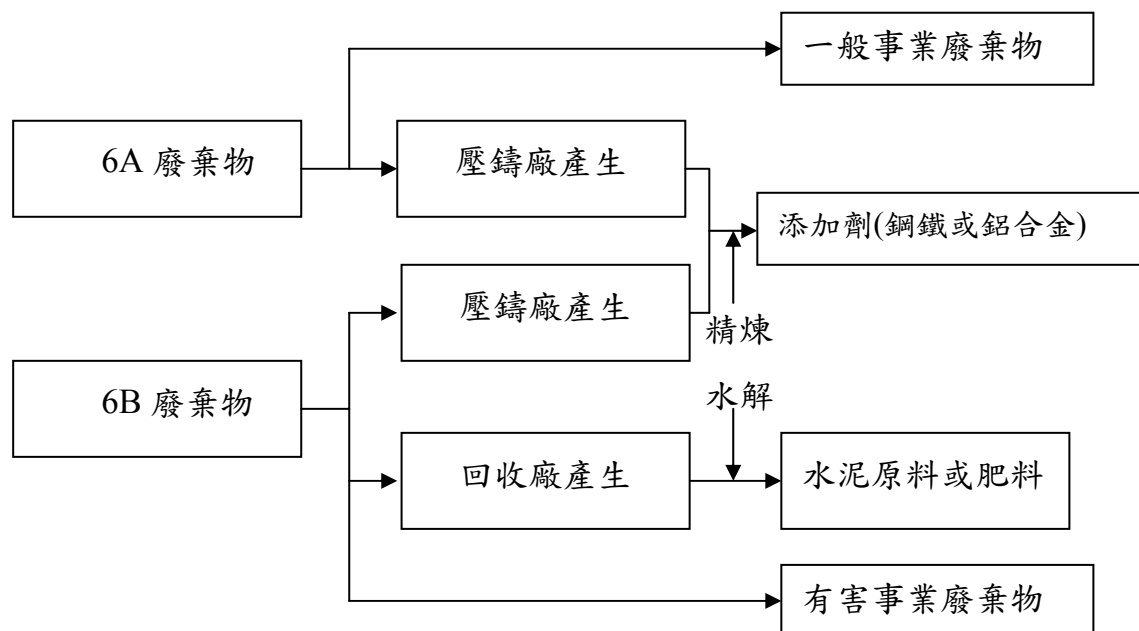 一般事業廢棄物
6A 廢棄物
壓鑄廠產生
添加劑(鋼鐵或鋁合金)
壓鑄廠產生
精煉
6B 廢棄物
水解
回收廠產生
水泥原料或肥料
有害事業廢棄物